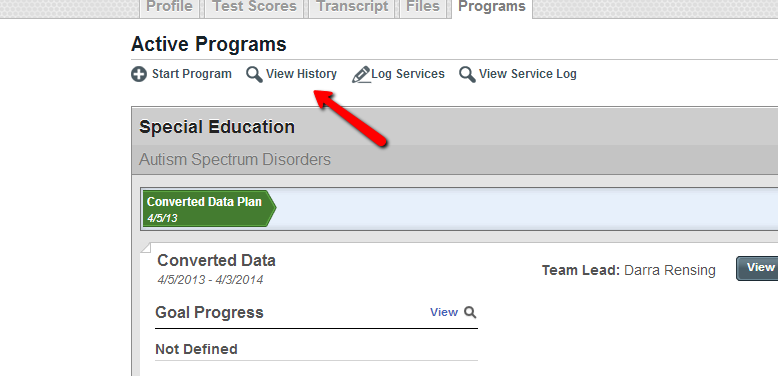 Profile Test Scores Transcript Files Programs
Active Programs
Start Program View History Log Services View Service Log
Special Education
Autism Spectrum Disorders
Converted Data Plan
4/5/13
Converted Data
4/5/2013 - 4/3/2014
Team Lead: Darra Rensing View
Goal Progress View
Not Defined